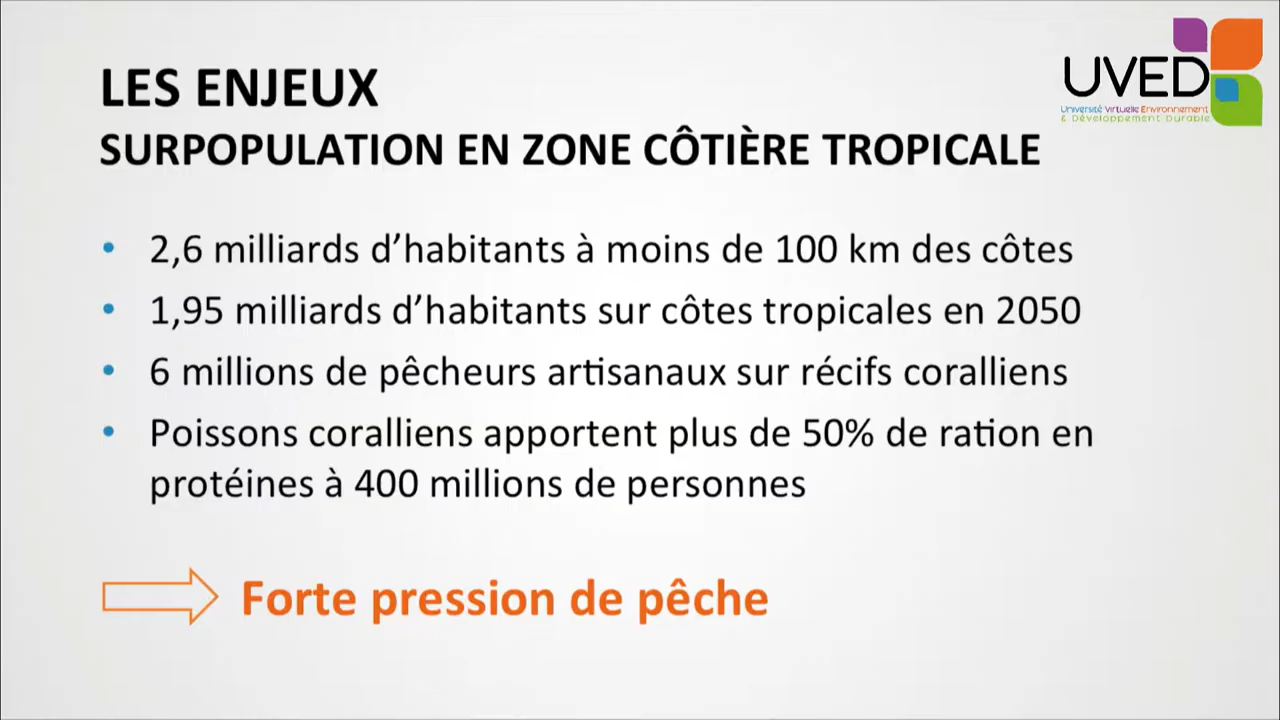 LES ENJEUX
SURPOPULATION EN ZONE CÔTIÈRE TROPICALE
UVED
Université Virtuelle Environnement
& Développement Durable
• 2,6 milliards d’habitants à moins de 100 km des côtes
• 1,95 milliards d’habitants sur côtes tropicales en 2050
• 6 millions de pêcheurs artisanaux sur récifs coralliens
• Poissons coralliens apportent plus de 50% de ration en
protéines à 400 millions de personnes
Forte pression de pêche